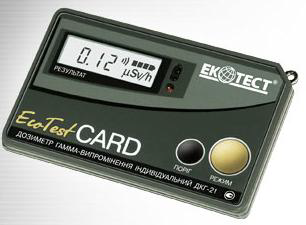 0.12 µSv/h
РЕЗУЛЬТАТ
ЕКОТЕСТ
EcoTest CARD
ДОЗИМЕТР ГАММА-ВИПРОМІНЕННЯ ІНДИВІДУАЛЬНИЙ ДКГ-21
ПОРІГ
РЕЖИМ